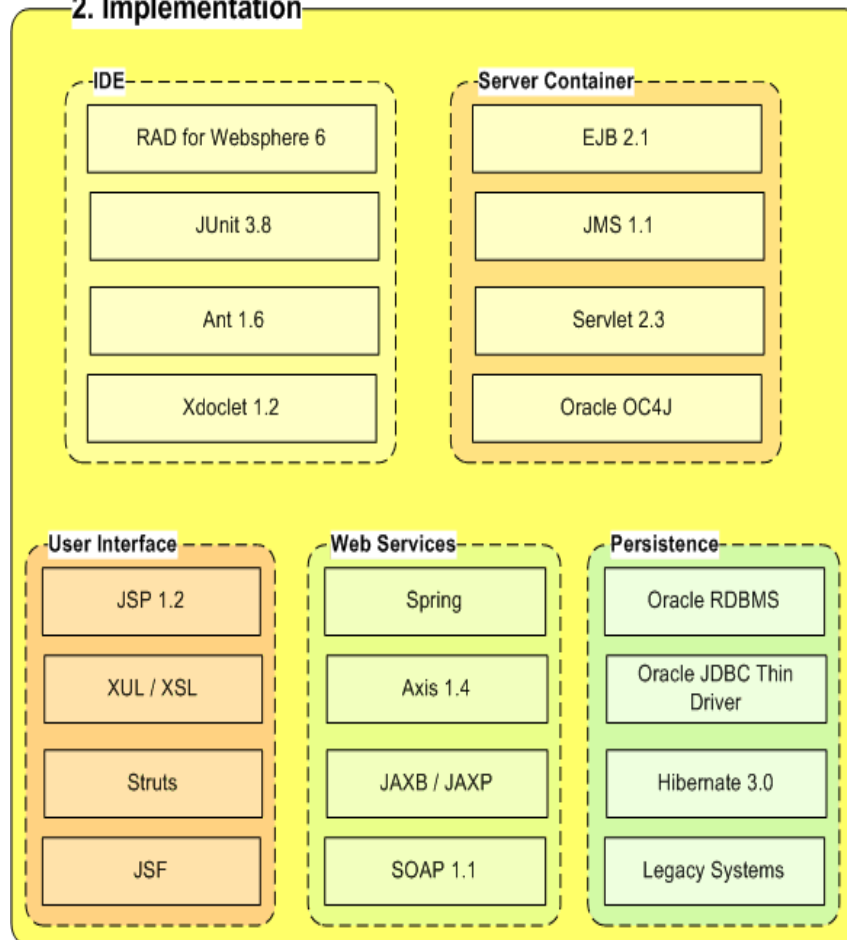 2. Implementation
IDE
RAD for Websphere 6
JUnit 3.8
Ant 1.6
Xdoclet 1.2
Server Container
EJB 2.1
JMS 1.1
Servlet 2.3
Oracle OC4J
User Interface
JSP 1.2
XUL / XSL
Struts
JSF
Web Services
Spring
Axis 1.4
JAXB / JAXP
SOAP 1.1
Persistence
Oracle RDBMS
Oracle JDBC Thin
Driver
Hibernate 3.0
Legacy Systems